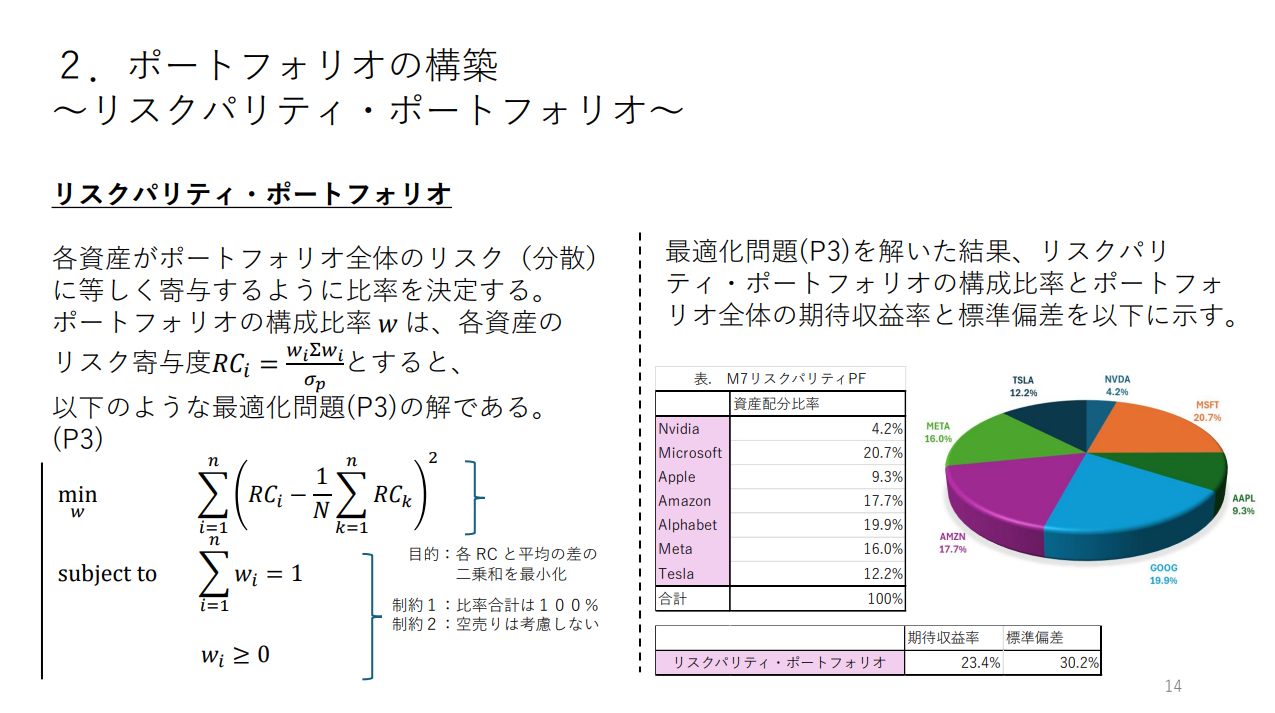 ２．ポートフォリオの構築
～リスクパリティ・ポートフォリオ～
リスクパリティ・ポートフォリオ
各資産がポートフォリオ全体のリスク（分散）
に等しく寄与するように比率を決定する。
ポートフォリオの構成比率 w は、各資産の
リスク寄与度RC_i = w_iΣw_i / σ_p とすると、
以下のような最適化問題(P3)の解である。
(P3)
min_w ∑_{i=1}^{n} (RC_i − 1/N ∑_{k=1}^{n} RC_k)^2
目的：各 RC と平均の差の
二乗和を最小化
subject to ∑_{i=1}^{n} w_i = 1
制約１：比率合計は１００％
制約２：空売りは考慮しない
w_i ≥ 0
最適化問題(P3)を解いた結果、リスクパリ
ティ・ポートフォリオの構成比率とポートフォ
リオ全体の期待収益率と標準偏差を以下に示す。
表. M7リスクパリティPF
資産配分比率
Nvidia 4.2%
Microsoft 20.7%
Apple 9.3%
Amazon 17.7%
Alphabet 19.9%
Meta 16.0%
Tesla 12.2%
合計 100%
NVDA
4.2%
MSFT
20.7%
AAPL
9.3%
GOOG
19.9%
AMZN
17.7%
META
16.0%
TSLA
12.2%
期待収益率 標準偏差
リスクパリティ・ポートフォリオ 23.4% 30.2%
14